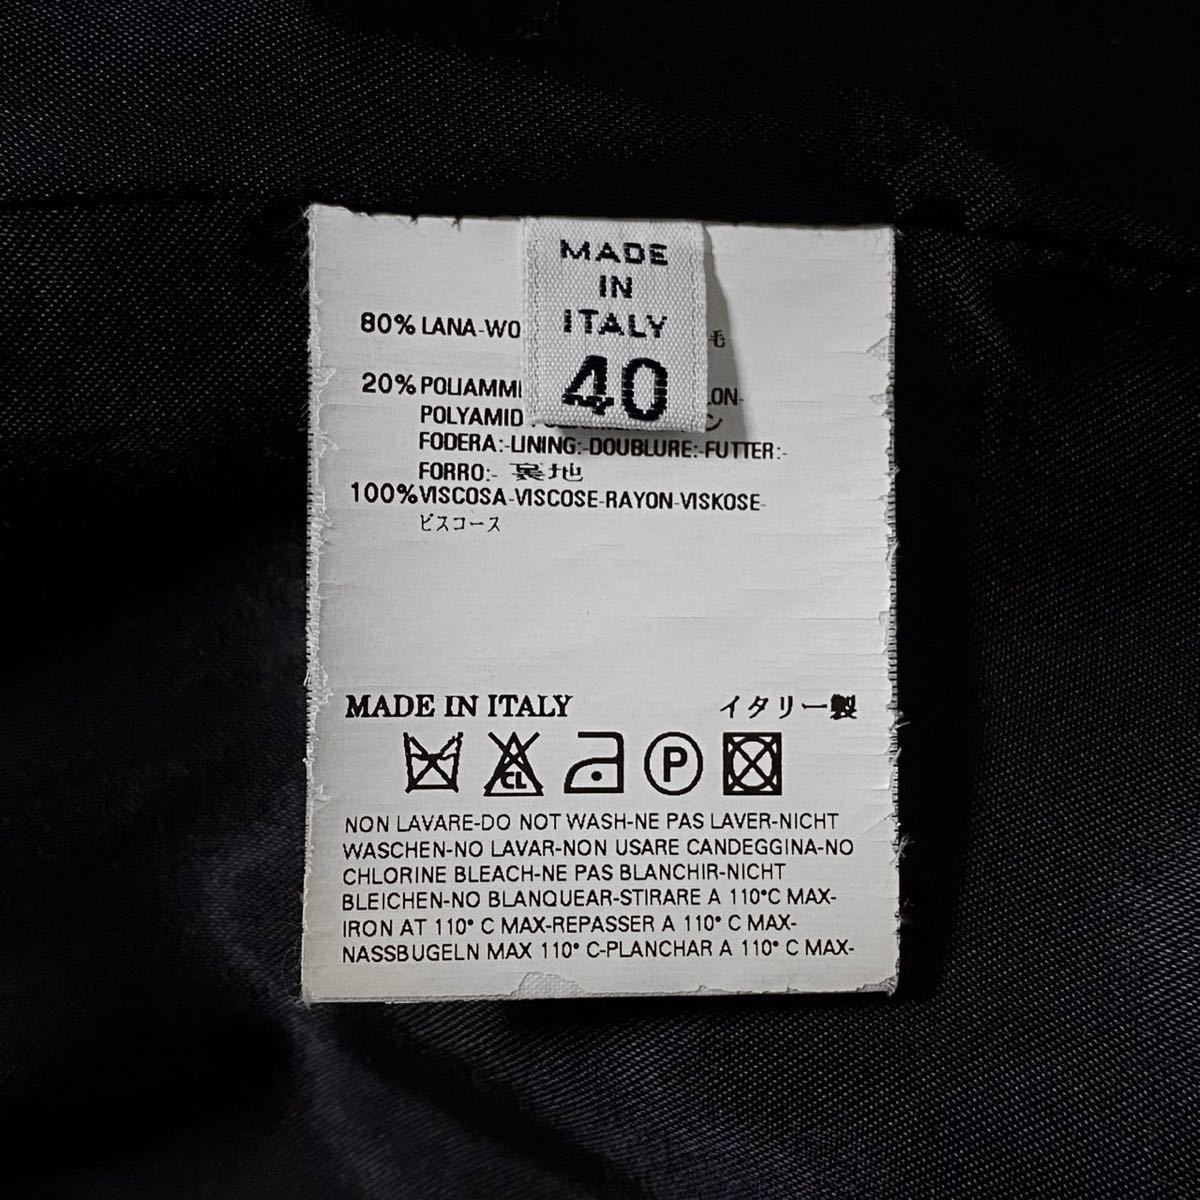 MADE
IN
ITALY
40
80% LANA-WO
毛
20% POLIAMMI
LON-
POLYAMID
ン
FODERA:-LINING:-DOUBLURE:-FUTTER:-
FORRO:- 裏地
100% VISCOSA-VISCOSE-RAYON-VISKOSE-
ビスコース
MADE IN ITALY イタリー製
CL P
NON LAVARE-DO NOT WASH-NE PAS LAVER-NICHT
WASCHEN-NO LAVAR-NON USARE CANDEGGINA-NO
CHLORINE BLEACH-NE PAS BLANCHIR-NICHT
BLEICHEN-NO BLANQUEAR-STIRARE A 110°C MAX-
IRON AT 110° C MAX-REPASSER A 110° C MAX-
NASSBUGELN MAX 110° C-PLANCHAR A 110° C MAX-